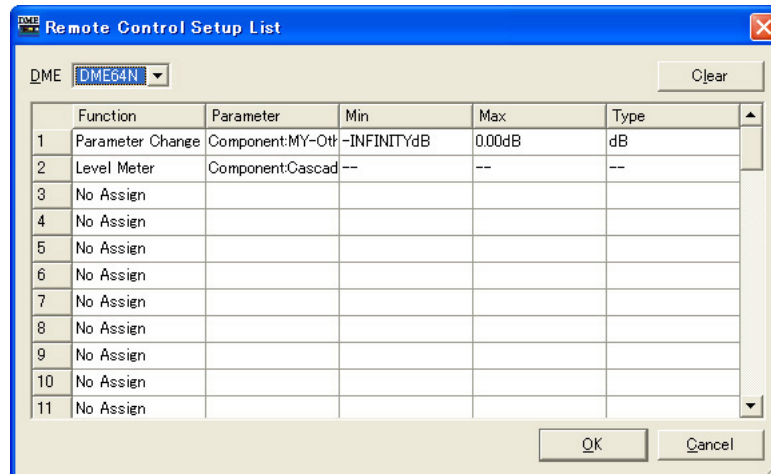 DME Remote Control Setup List
DME DME64N Clear
Function Parameter Min Max Type
1 Parameter Change Component:MY-Oth -INFINITYdB 0.00dB dB
2 Level Meter Component:Cascad -- -- --
3 No Assign
4 No Assign
5 No Assign
6 No Assign
7 No Assign
8 No Assign
9 No Assign
10 No Assign
11 No Assign
OK Cancel